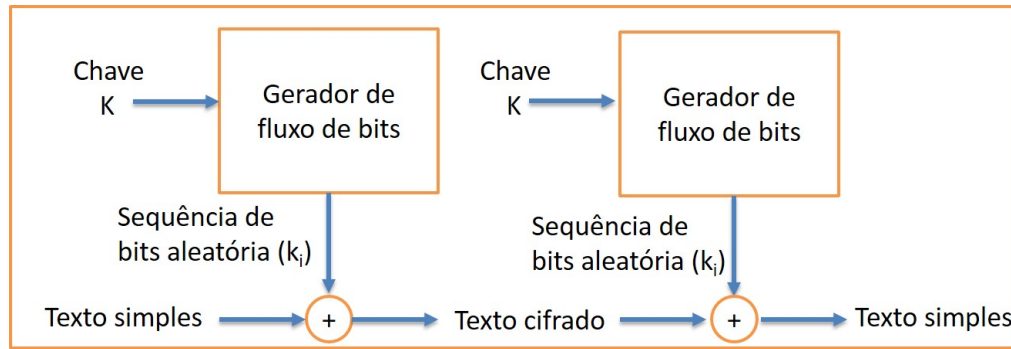 Chave
K
Gerador de
fluxo de bits
Sequência de
bits aleatória (kᵢ)
Chave
K
Gerador de
fluxo de bits
Sequência de
bits aleatória (kᵢ)
Texto simples
+
Texto cifrado
+
Texto simples